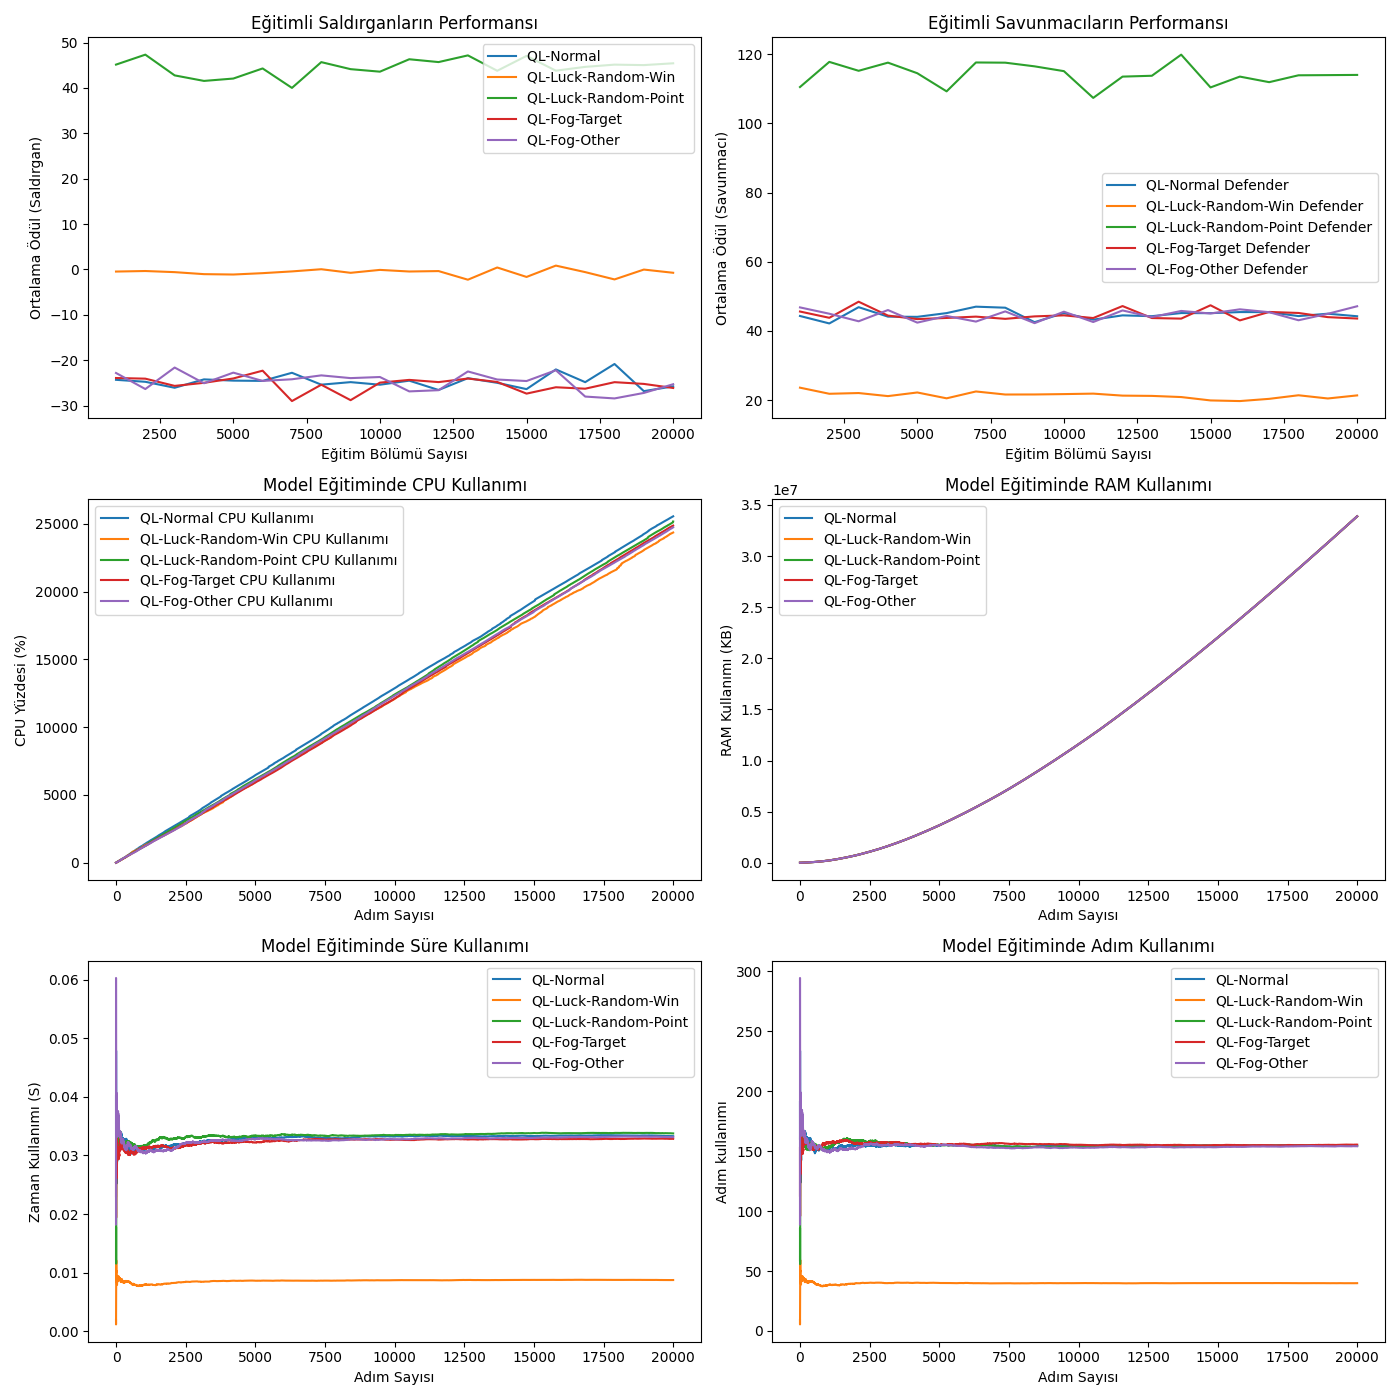 Eğitimli Saldırganların Performansı
50
40
30
20
10
0
−10
−20
−30
Ortalama Ödül (Saldırgan)
QL-Normal
QL-Luck-Random-Win
QL-Luck-Random-Point
QL-Fog-Target
QL-Fog-Other
2500 5000 7500 10000 12500 15000 17500 20000
Eğitim Bölümü Sayısı
Eğitimli Savunmacıların Performansı
120
100
80
60
40
20
Ortalama Ödül (Savunmacı)
QL-Normal Defender
QL-Luck-Random-Win Defender
QL-Luck-Random-Point Defender
QL-Fog-Target Defender
QL-Fog-Other Defender
2500 5000 7500 10000 12500 15000 17500 20000
Eğitim Bölümü Sayısı
Model Eğitiminde CPU Kullanımı
25000
20000
15000
10000
5000
0
CPU Yüzdesi (%)
QL-Normal CPU Kullanımı
QL-Luck-Random-Win CPU Kullanımı
QL-Luck-Random-Point CPU Kullanımı
QL-Fog-Target CPU Kullanımı
QL-Fog-Other CPU Kullanımı
0 2500 5000 7500 10000 12500 15000 17500 20000
Adım Sayısı
Model Eğitiminde RAM Kullanımı
1e7
3.5
3.0
2.5
2.0
1.5
1.0
0.5
0.0
RAM Kullanımı (KB)
QL-Normal
QL-Luck-Random-Win
QL-Luck-Random-Point
QL-Fog-Target
QL-Fog-Other
0 2500 5000 7500 10000 12500 15000 17500 20000
Adım Sayısı
Model Eğitiminde Süre Kullanımı
0.06
0.05
0.04
0.03
0.02
0.01
0.00
Zaman Kullanımı (S)
QL-Normal
QL-Luck-Random-Win
QL-Luck-Random-Point
QL-Fog-Target
QL-Fog-Other
0 2500 5000 7500 10000 12500 15000 17500 20000
Adım Sayısı
Model Eğitiminde Adım Kullanımı
300
250
200
150
100
50
0
Adım kullanımı
QL-Normal
QL-Luck-Random-Win
QL-Luck-Random-Point
QL-Fog-Target
QL-Fog-Other
0 2500 5000 7500 10000 12500 15000 17500 20000
Adım Sayısı